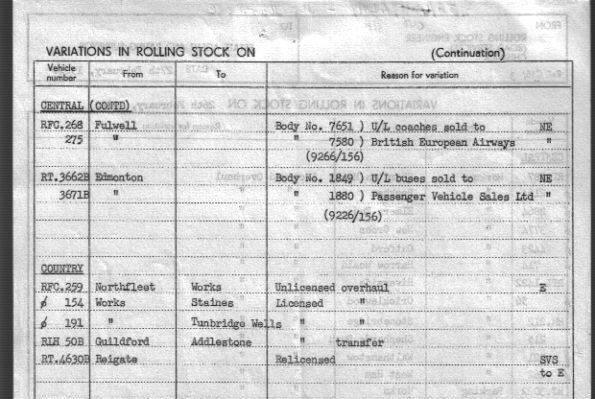 VARIATIONS IN ROLLING STOCK ON (Continuation)
Vehicle number From To Reason for variation
CENTRAL (CONTD)
RFC.268 Fulwell Body No. 7651 ) U/L coaches sold to NE
275 " " 7580 ) British European Airways "
(9266/156)
RT.3662B Edmonton Body No. 1849 ) U/L buses sold to NE
3671B " " 1880 ) Passenger Vehicle Sales Ltd "
(9226/156)
COUNTRY
RFC.259 Northfleet Works Unlicensed overhaul E
ø 154 Works Staines Licensed "
ø 191 " Tunbridge Wells " "
RLH 50B Guildford Addlestone " transfer
RT.4630B Reigate Relicensed SVS
to E